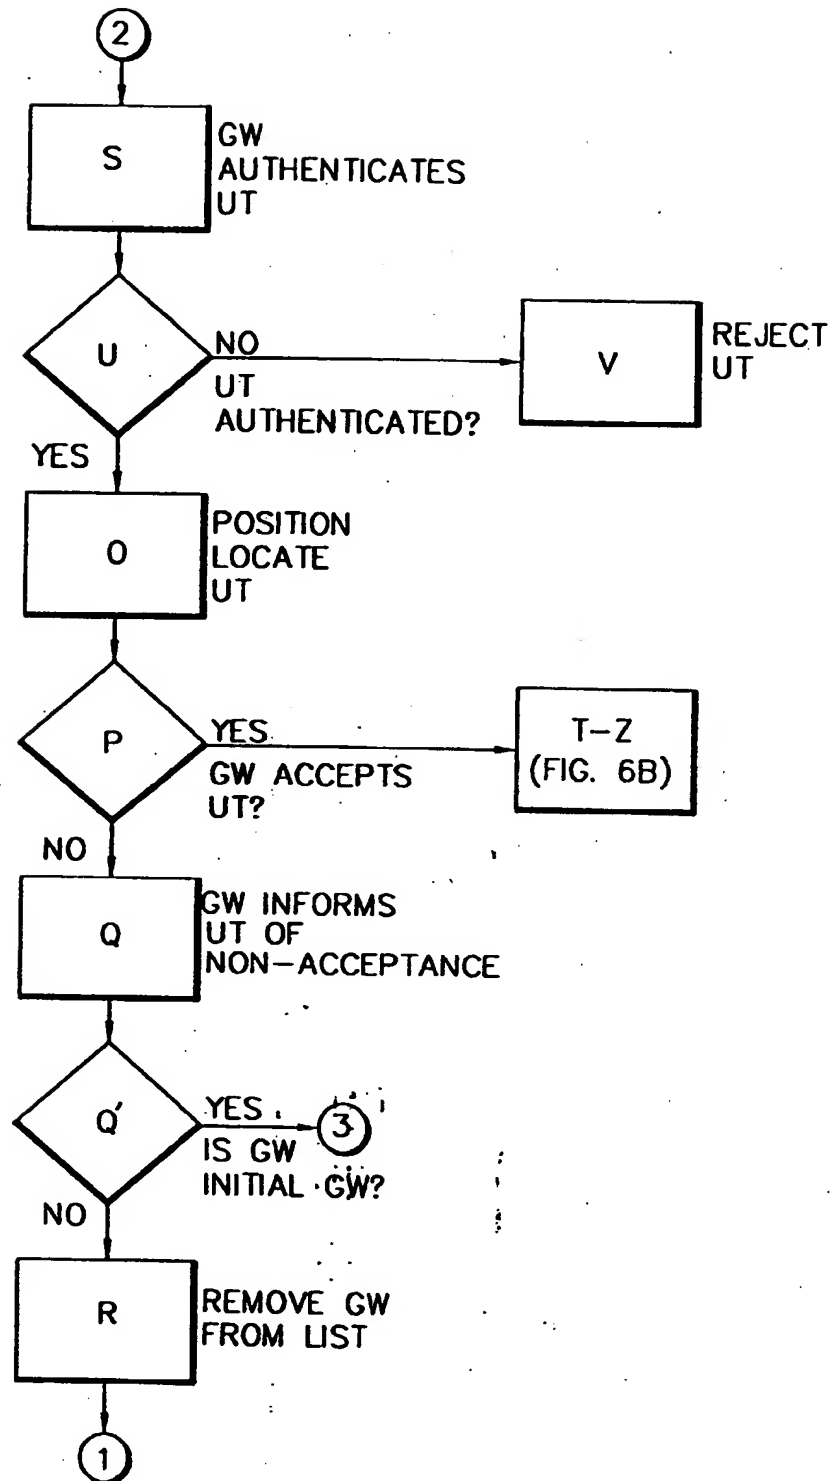 2
S
GW
AUTHENTICATES
UT
U
NO
UT
AUTHENTICATED?
YES
V
REJECT
UT
O
POSITION
LOCATE
UT
P
YES
GW ACCEPTS
UT?
NO
T-Z
(FIG. 6B)
Q
GW INFORMS
UT OF
NON-ACCEPTANCE
Q'
YES
IS GW
INITIAL GW?
3
NO
R
REMOVE GW
FROM LIST
1